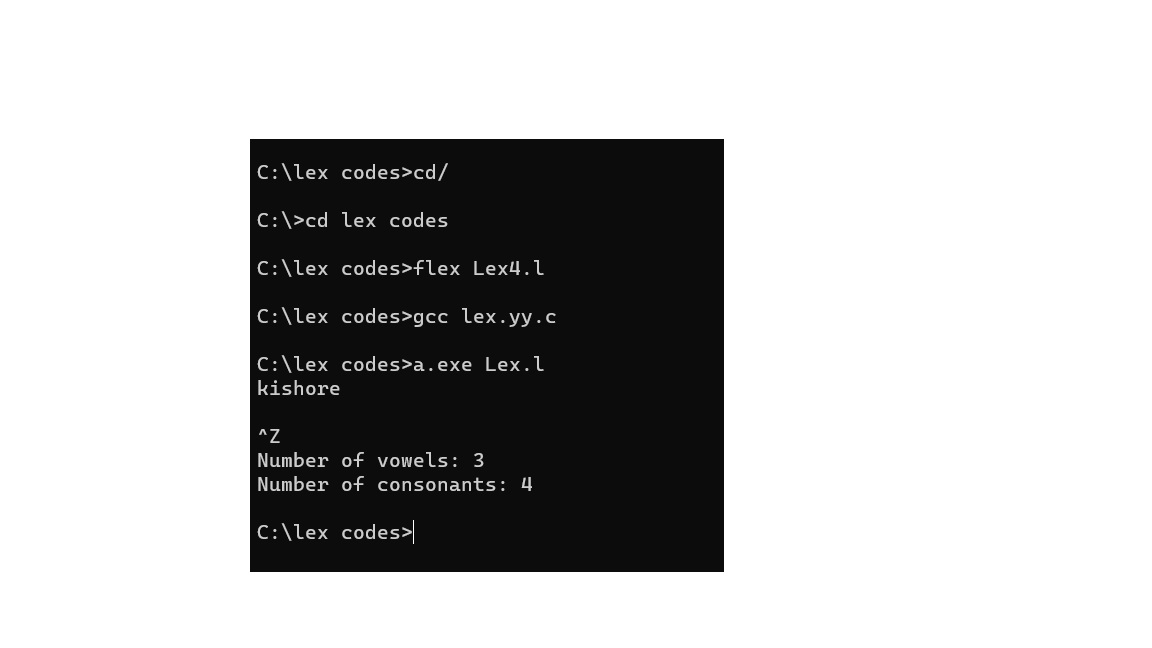 C:\lex codes>cd/
C:\>cd lex codes
C:\lex codes>flex Lex4.l
C:\lex codes>gcc lex.yy.c
C:\lex codes>a.exe Lex.l
kishore
^Z
Number of vowels: 3
Number of consonants: 4
C:\lex codes>